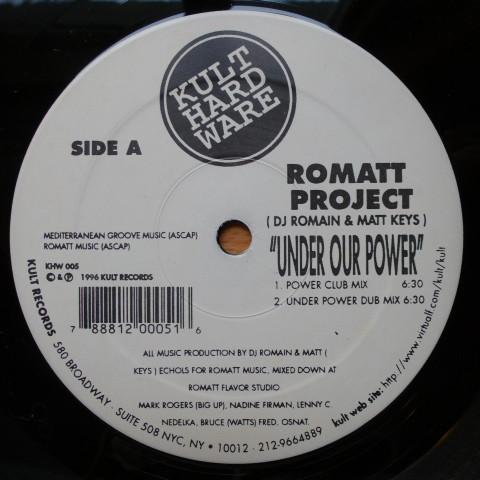 KULT
HARD
WARE
SIDE A
ROMATT
PROJECT
( DJ ROMAIN & MATT KEYS )
"UNDER OUR POWER"
1. POWER CLUB MIX 6:30
2. UNDER POWER DUB MIX 6:30
MEDITERRANEAN GROOVE MUSIC (ASCAP)
ROMATT MUSIC (ASCAP)
KHW 005
© & ℗ 1996 KULT RECORDS
7 88812 00051 6
ALL MUSIC PRODUCTION BY DJ ROMAIN & MATT (
KEYS ) ECHOLS FOR ROMATT MUSIC, MIXED DOWN AT
ROMATT FLAVOR STUDIO
MARK ROGERS (BIG UP), NADINE FIRMAN, LENNY C.
NEDELKA, BRUCE (WATTS) FRED. OSNAT.
KULT RECORDS 580 BROADWAY · SUITE 508 NYC, NY • 10012 · 212-9664889
kult web site: http://www.virtualf.com/kult/kult